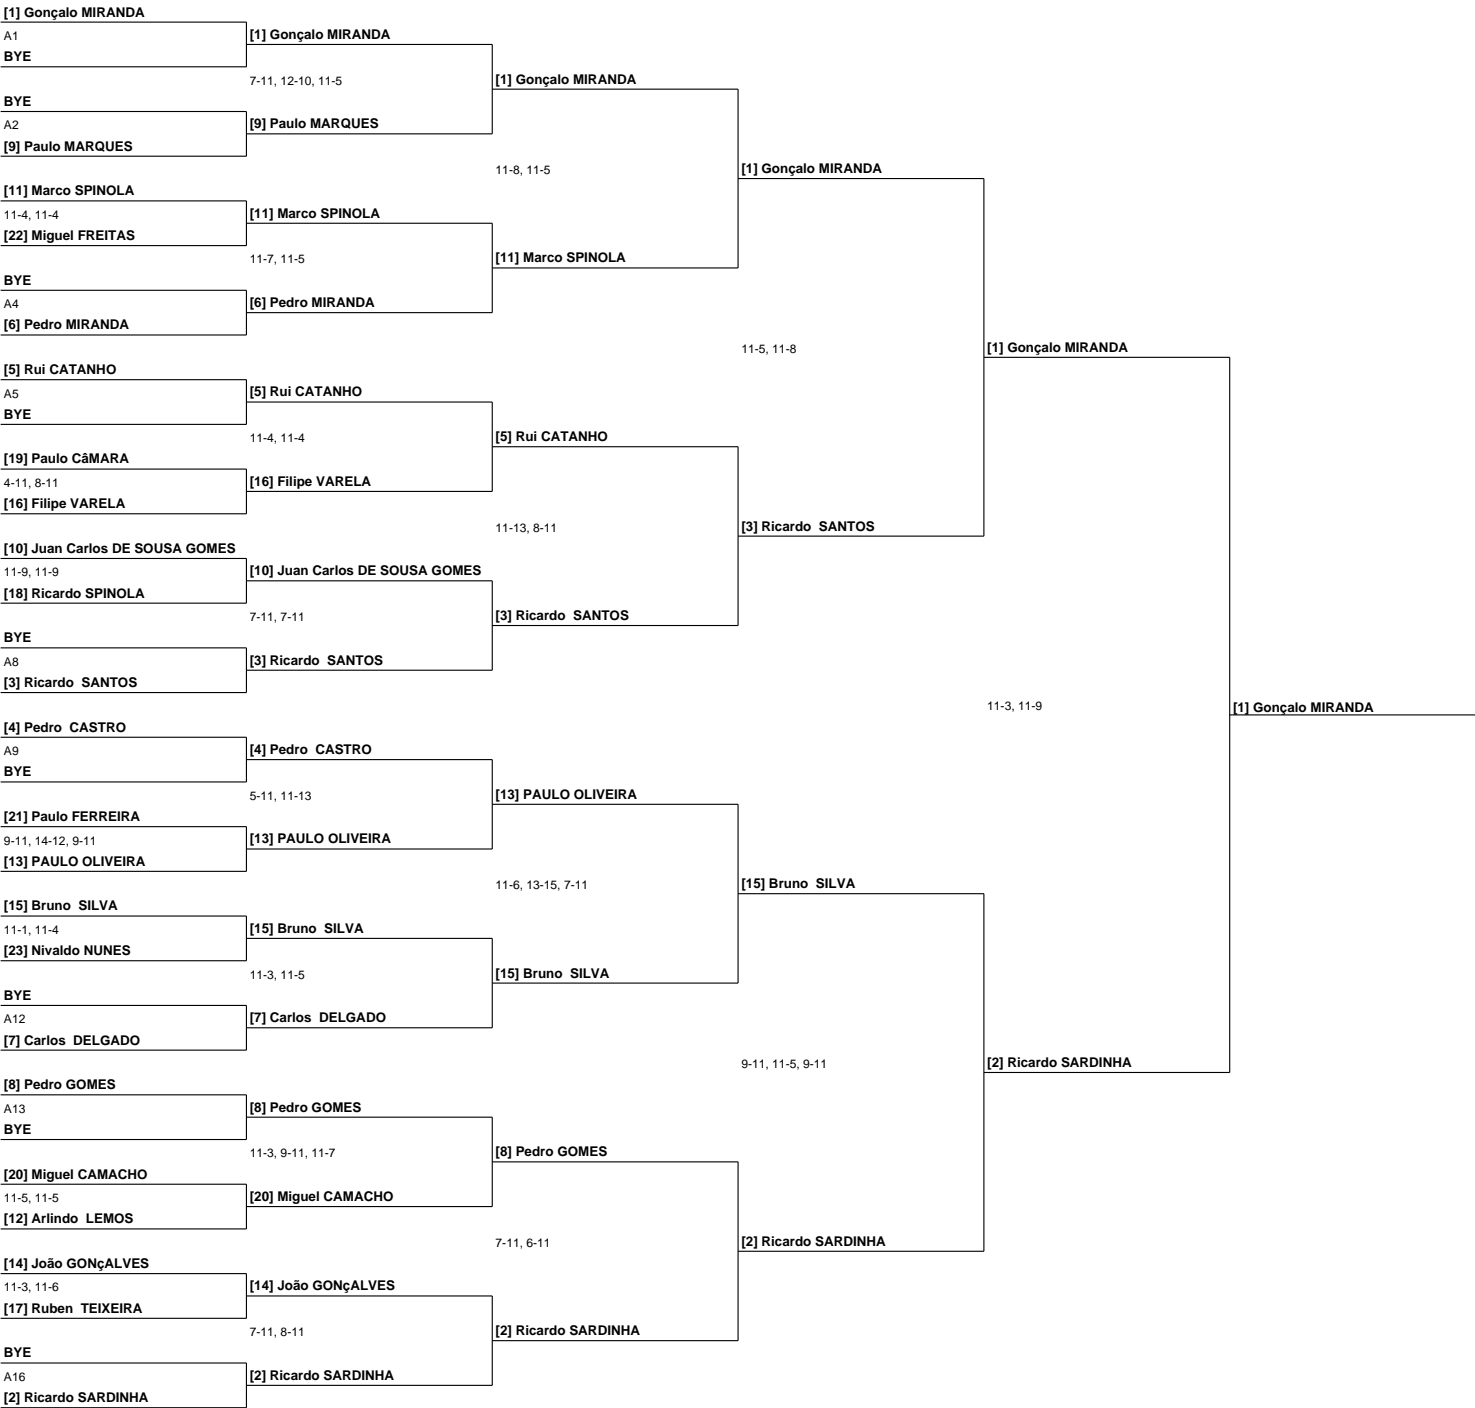 [1] Gonçalo MIRANDA
A1
[1] Gonçalo MIRANDA
BYE
7-11, 12-10, 11-5
[1] Gonçalo MIRANDA
BYE
A2
[9] Paulo MARQUES
[9] Paulo MARQUES
11-8, 11-5
[1] Gonçalo MIRANDA
[11] Marco SPINOLA
11-4, 11-4
[11] Marco SPINOLA
[22] Miguel FREITAS
11-7, 11-5
[11] Marco SPINOLA
BYE
A4
[6] Pedro MIRANDA
[6] Pedro MIRANDA
11-5, 11-8
[1] Gonçalo MIRANDA
[5] Rui CATANHO
A5
[5] Rui CATANHO
BYE
11-4, 11-4
[5] Rui CATANHO
[19] Paulo CâMARA
4-11, 8-11
[16] Filipe VARELA
[16] Filipe VARELA
11-13, 8-11
[3] Ricardo  SANTOS
[10] Juan Carlos DE SOUSA GOMES
11-9, 11-9
[10] Juan Carlos DE SOUSA GOMES
[18] Ricardo SPINOLA
7-11, 7-11
[3] Ricardo  SANTOS
BYE
A8
[3] Ricardo  SANTOS
[3] Ricardo  SANTOS
11-3, 11-9
[1] Gonçalo MIRANDA
[4] Pedro  CASTRO
A9
[4] Pedro  CASTRO
BYE
5-11, 11-13
[13] PAULO OLIVEIRA
[21] Paulo FERREIRA
9-11, 14-12, 9-11
[13] PAULO OLIVEIRA
[13] PAULO OLIVEIRA
11-6, 13-15, 7-11
[15] Bruno  SILVA
[15] Bruno  SILVA
11-1, 11-4
[15] Bruno  SILVA
[23] Nivaldo NUNES
11-3, 11-5
[15] Bruno  SILVA
BYE
A12
[7] Carlos  DELGADO
[7] Carlos  DELGADO
9-11, 11-5, 9-11
[2] Ricardo SARDINHA
[8] Pedro GOMES
A13
[8] Pedro GOMES
BYE
11-3, 9-11, 11-7
[8] Pedro GOMES
[20] Miguel CAMACHO
11-5, 11-5
[20] Miguel CAMACHO
[12] Arlindo  LEMOS
7-11, 6-11
[2] Ricardo SARDINHA
[14] João GONçALVES
11-3, 11-6
[14] João GONçALVES
[17] Ruben  TEIXEIRA
7-11, 8-11
[2] Ricardo SARDINHA
BYE
A16
[2] Ricardo SARDINHA
[2] Ricardo SARDINHA